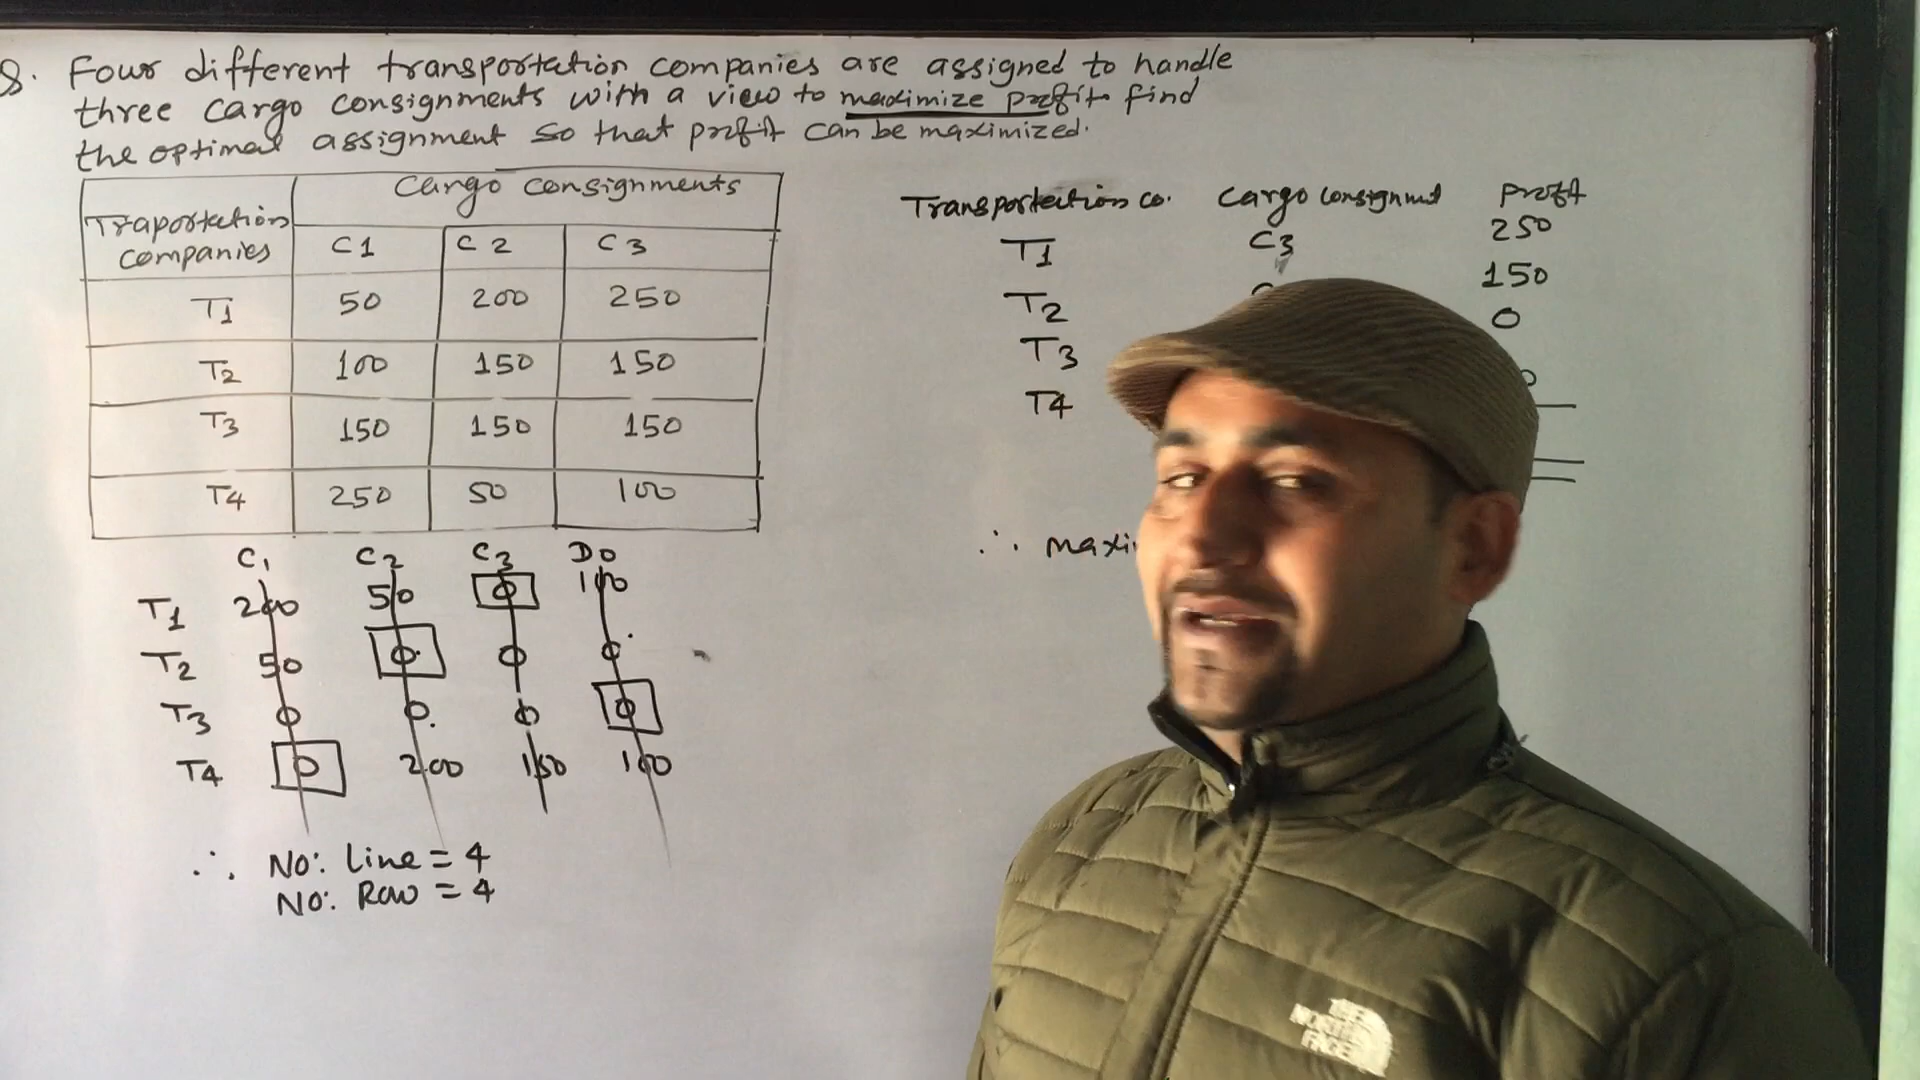 8. Four different transportation companies are assigned to handle
three cargo consignments with a view to maximize profit find
the optimal assignment so that profit can be maximized.
Cargo consignments
Traportation
companies
C1 C2 C3
T1 50 200 250
T2 100 150 150
T3 150 150 150
T4 250 50 100
C1 C2 C3 D0
T1 200 50 0 100
T2 50 0 0 0
T3 0 0 0 0
T4 0 200 150 100
∴ No: Line = 4
No: Row = 4
Transportation co. Cargo consignmt Profit
T1 C3 250
T2 150
T3 0
T4
∴ maxi
THE
NORTH
FACE